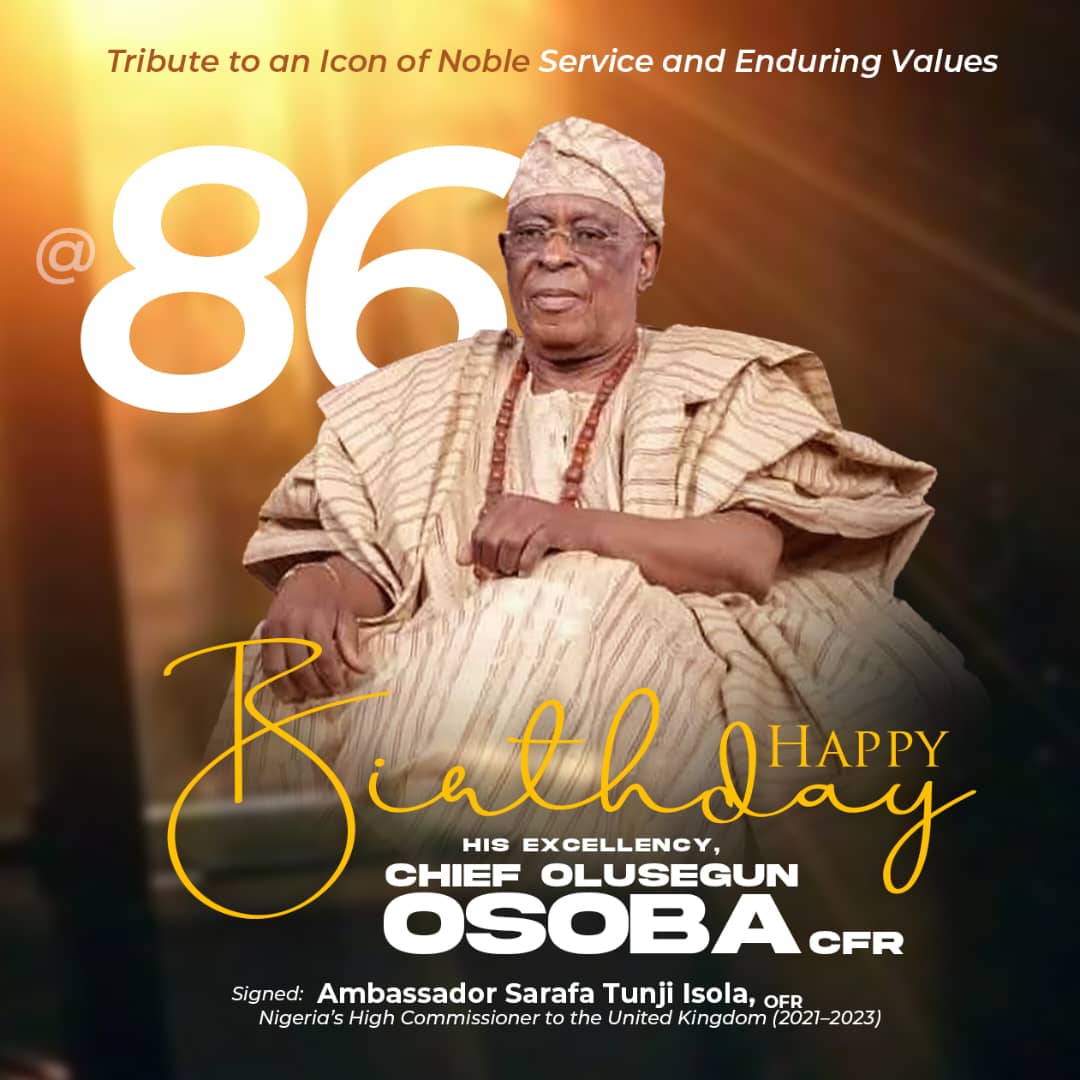 Tribute to an Icon of Noble Service and Enduring Values
@86
Happy
Birthday
HIS EXCELLENCY,
CHIEF OLUSEGUN
OSOBA CFR
Signed: Ambassador Sarafa Tunji Isola, OFR
Nigeria's High Commissioner to the United Kingdom (2021–2023)